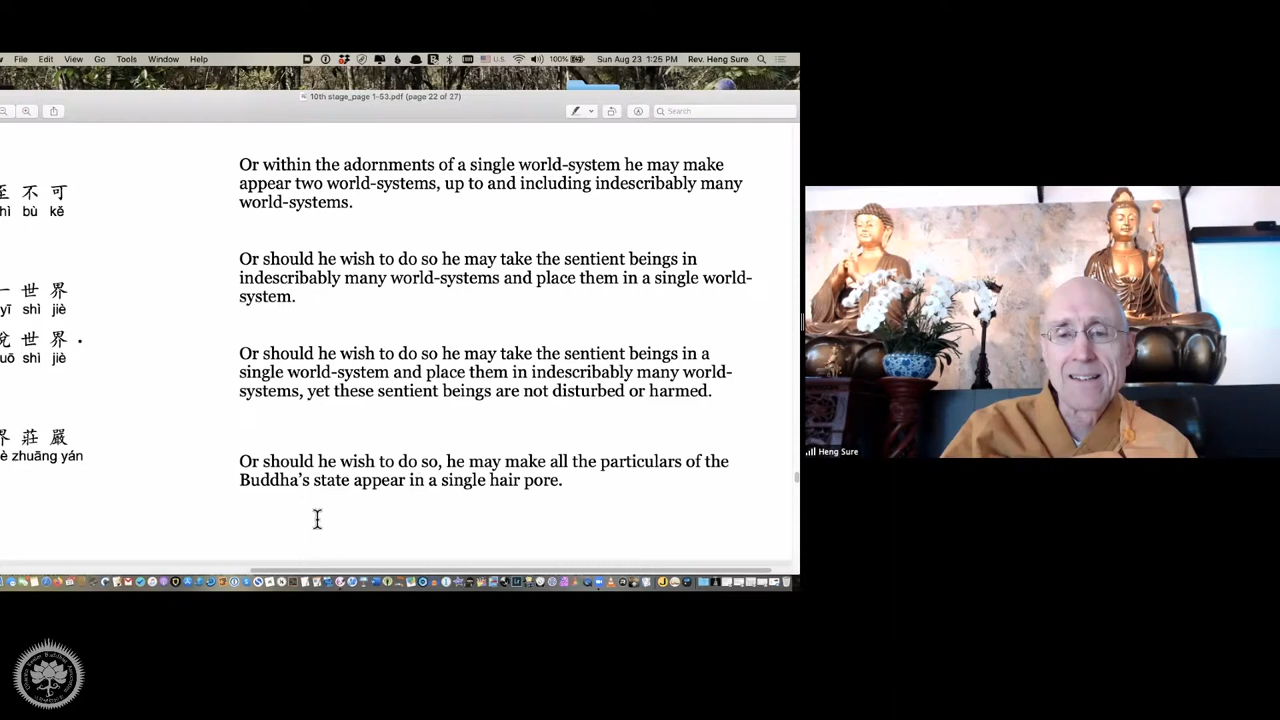 File Edit View Go Tools Window Help U.S. 100% Sun Aug 23 1:25 PM Rev. Heng Sure
10th stage_page 1–53.pdf (page 22 of 27)
Search
至 不 可
hì bù kě
一 世 界
yī shì jiè
世 界 .
uō shì jiè
界 莊 嚴
è zhuāng yán
Or within the adornments of a single world-system he may make
appear two world-systems, up to and including indescribably many
world-systems.
Or should he wish to do so he may take the sentient beings in
indescribably many world-systems and place them in a single world-
system.
Or should he wish to do so he may take the sentient beings in a
single world-system and place them in indescribably many world-
systems, yet these sentient beings are not disturbed or harmed.
Or should he wish to do so, he may make all the particulars of the
Buddha’s state appear in a single hair pore.
Heng Sure